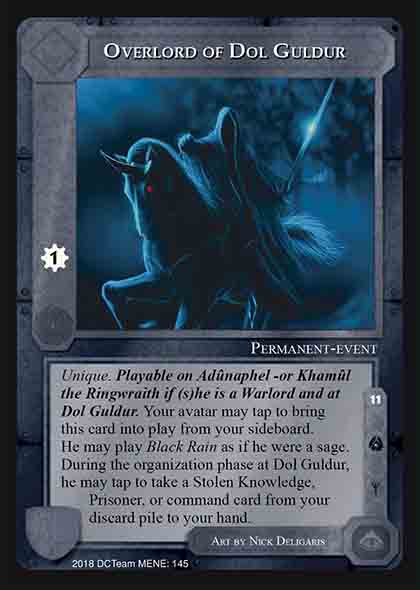 OVERLORD OF DOL GULDUR
1
PERMANENT-EVENT
Unique. Playable on Adûnaphel -or Khamûl
the Ringwraith if (s)he is a Warlord and at
Dol Guldur. Your avatar may tap to bring
this card into play from your sideboard.
He may play Black Rain as if he were a sage.
During the organization phase at Dol Guldur,
he may tap to take a Stolen Knowledge,
Prisoner, or command card from your
discard pile to your hand.
11
ART BY NICK DELIGARIS
2018 DCTeam MENE: 145